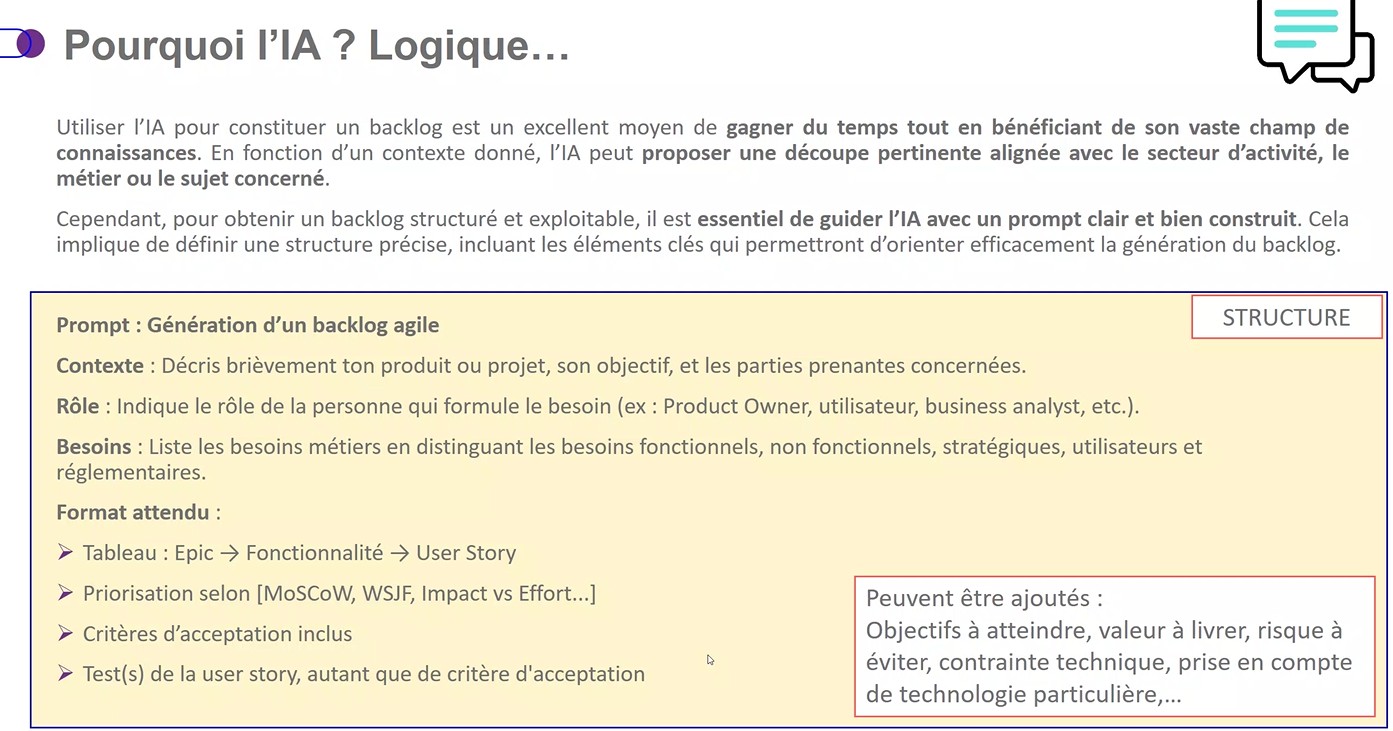 Pourquoi l’IA ? Logique…
Utiliser l’IA pour constituer un backlog est un excellent moyen de gagner du temps tout en bénéficiant de son vaste champ de
connaissances. En fonction d’un contexte donné, l’IA peut proposer une découpe pertinente alignée avec le secteur d’activité, le
métier ou le sujet concerné.
Cependant, pour obtenir un backlog structuré et exploitable, il est essentiel de guider l’IA avec un prompt clair et bien construit. Cela
implique de définir une structure précise, incluant les éléments clés qui permettront d’orienter efficacement la génération du backlog.
STRUCTURE
Prompt : Génération d’un backlog agile
Contexte : Décris brièvement ton produit ou projet, son objectif, et les parties prenantes concernées.
Rôle : Indique le rôle de la personne qui formule le besoin (ex : Product Owner, utilisateur, business analyst, etc.).
Besoins : Liste les besoins métiers en distinguant les besoins fonctionnels, non fonctionnels, stratégiques, utilisateurs et
réglementaires.
Format attendu :
➢ Tableau : Epic → Fonctionnalité → User Story
➢ Priorisation selon [MoSCoW, WSJF, Impact vs Effort...]
➢ Critères d’acceptation inclus
➢ Test(s) de la user story, autant que de critère d'acceptation
Peuvent être ajoutés :
Objectifs à atteindre, valeur à livrer, risque à
éviter, contrainte technique, prise en compte
de technologie particulière,…